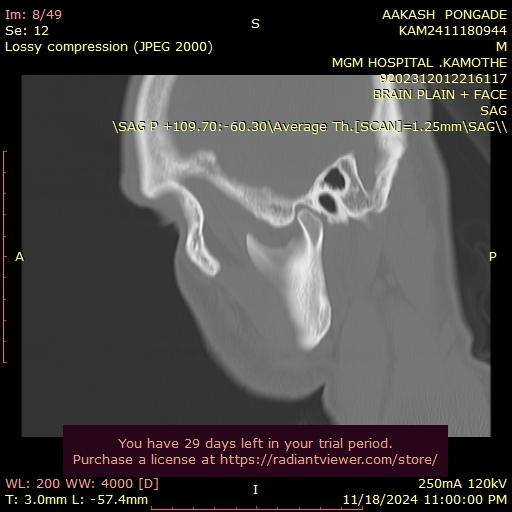 Im: 8/49
Se: 12
Lossy compression (JPEG 2000)
S
AAKASH PONGADE
KAM2411180944
M
MGM HOSPITAL .KAMOTHE
9202312012216117
BRAIN PLAIN + FACE
SAG
\SAG P +109.70:-60.30\Average Th.[SCAN]=1.25mm\SAG\\
A
P
You have 29 days left in your trial period.
Purchase a license at https://radiantviewer.com/store/
WL: 200 WW: 4000 [D]
T: 3.0mm L: -57.4mm
I
250mA 120kV
11/18/2024 11:00:00 PM